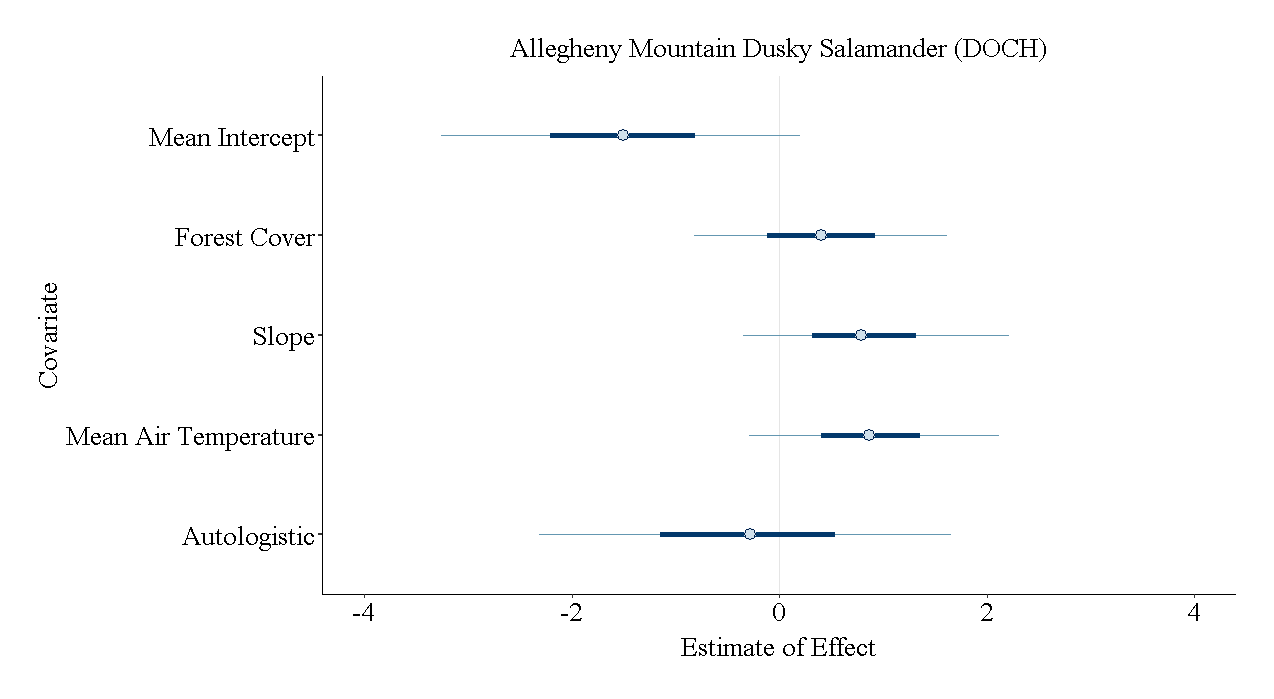 Allegheny Mountain Dusky Salamander (DOCH)
Covariate
Mean Intercept
Forest Cover
Slope
Mean Air Temperature
Autologistic
-4 -2 0 2 4
Estimate of Effect